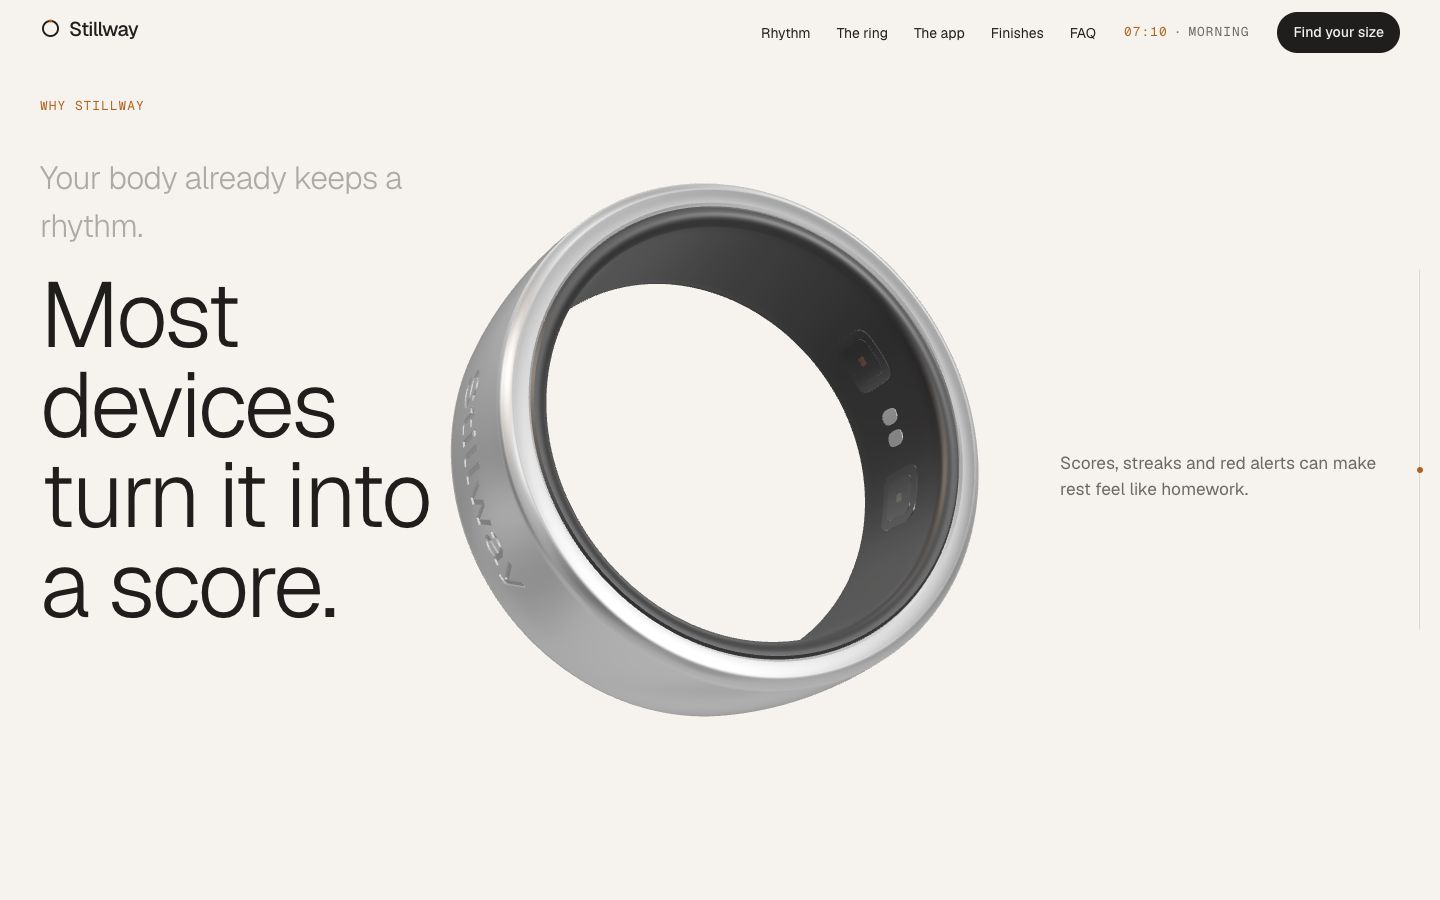 Stillway
Rhythm
The ring
The app
Finishes
FAQ
07:10 · MORNING
Find your size
WHY STILLWAY
Your body already keeps a
rhythm.
Most
devices
turn it into
a score.
Stillway
Scores, streaks and red alerts can make
rest feel like homework.